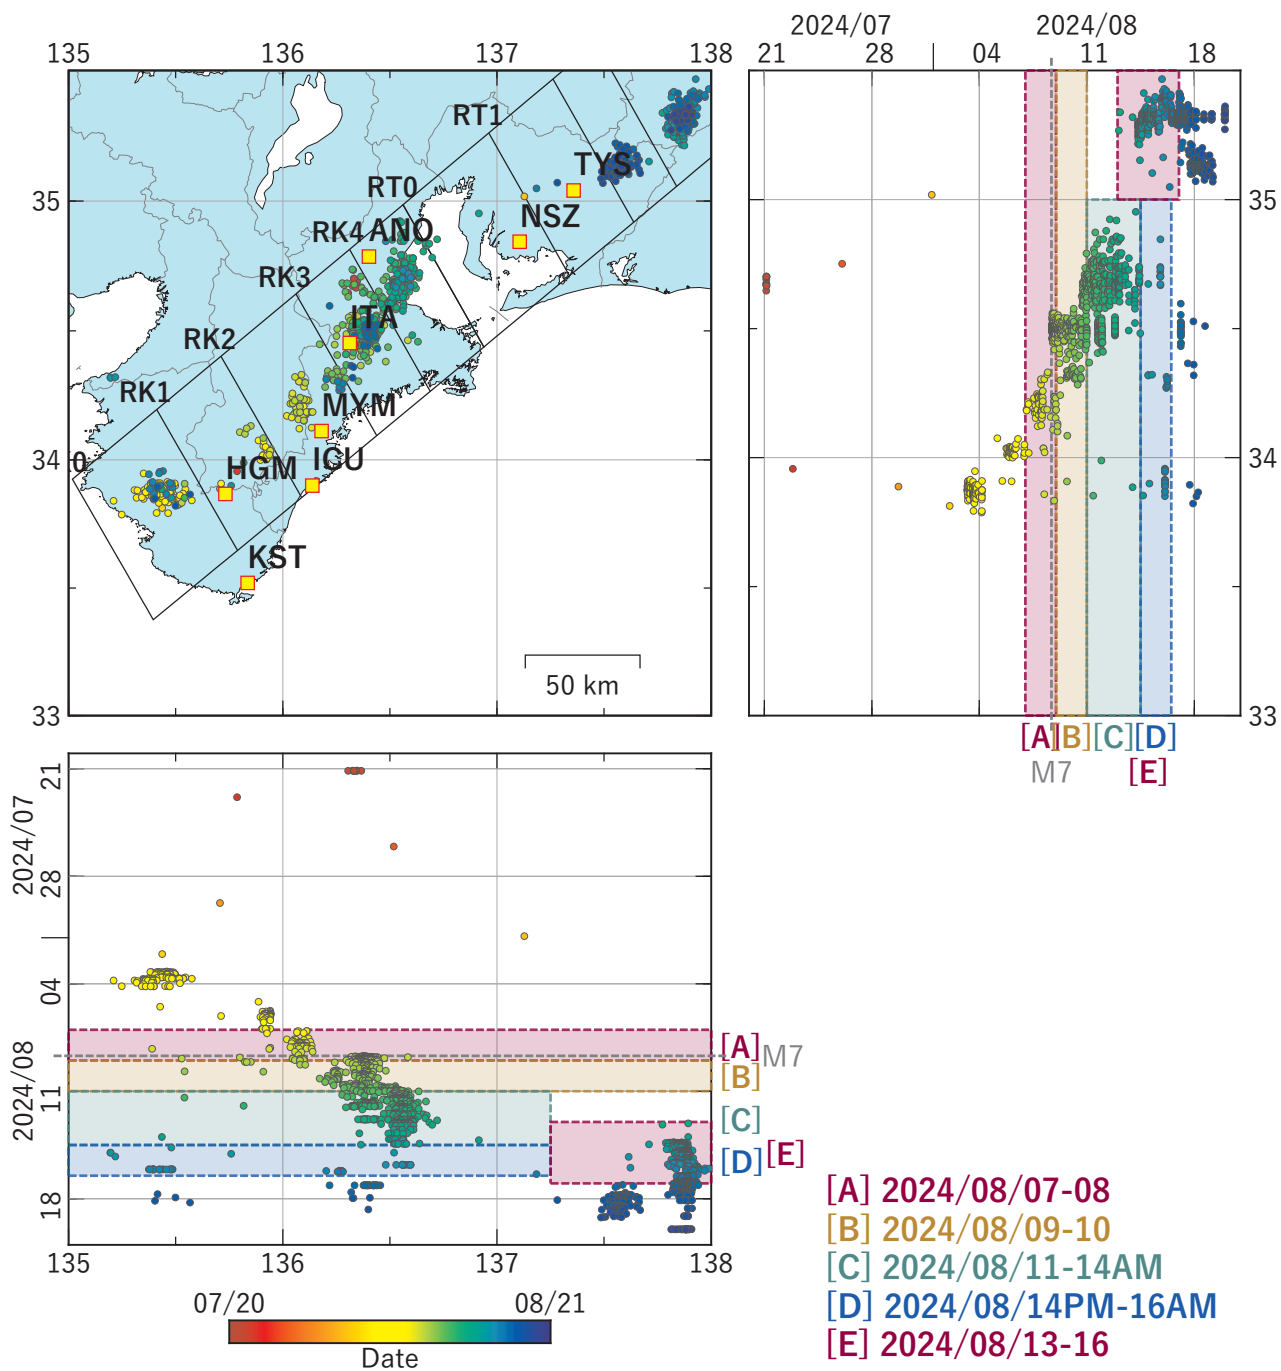 2024/07 2024/08
135 136 137 138
21 28 04 11 18
RT1
TYS
RT0
NSZ
RK4 ANO
RK3
ITA
RK2
RK1
MYM
0 HGM ICU
KST
50 km
35
34
33
35
34
33
[A] [B] [C] [D]
M7 [E]
2024/07
2024/08
21
28
04
11
18
[A] M7
[B]
[C]
[D] [E]
135 136 137 138
07/20 08/21
Date
[A] 2024/08/07-08
[B] 2024/08/09-10
[C] 2024/08/11-14AM
[D] 2024/08/14PM-16AM
[E] 2024/08/13-16